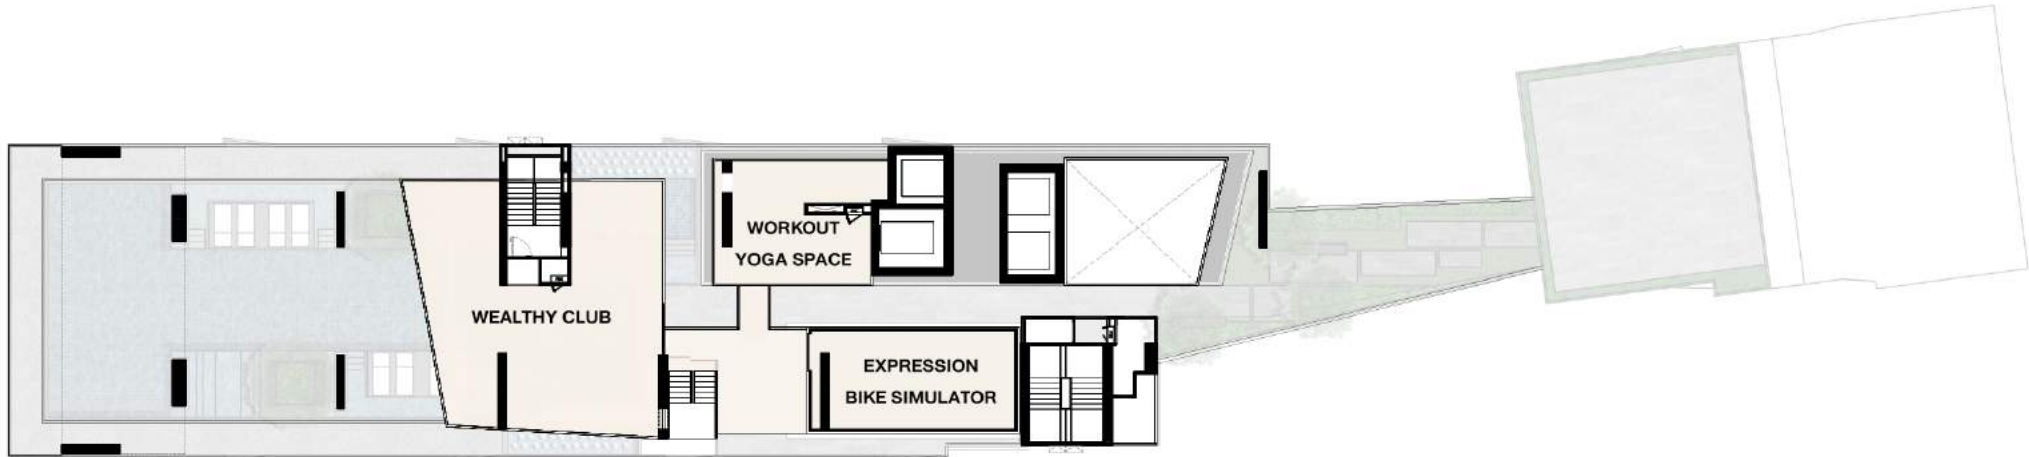 WORKOUT
YOGA SPACE
WEALTHY CLUB
EXPRESSION
BIKE SIMULATOR